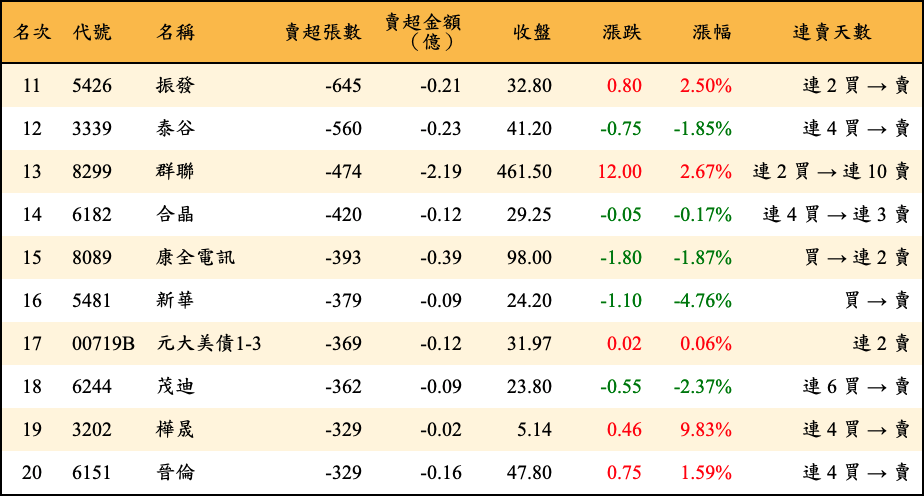 名次 代號 名稱 賣超張數 賣超金額（億） 收盤 漲跌 漲幅 連賣天數
11 5426 振發 -645 -0.21 32.80 0.80 2.50% 連 2 買 → 賣
12 3339 泰谷 -560 -0.23 41.20 -0.75 -1.85% 連 4 買 → 賣
13 8299 群聯 -474 -2.19 461.50 12.00 2.67% 連 2 買 → 連 10 賣
14 6182 合晶 -420 -0.12 29.25 -0.05 -0.17% 連 4 買 → 連 3 賣
15 8089 康全電訊 -393 -0.39 98.00 -1.80 -1.87% 買 → 連 2 賣
16 5481 新華 -379 -0.09 24.20 -1.10 -4.76% 買 → 賣
17 00719B 元大美債1-3 -369 -0.12 31.97 0.02 0.06% 連 2 賣
18 6244 茂迪 -362 -0.09 23.80 -0.55 -2.37% 連 6 買 → 賣
19 3202 樺晟 -329 -0.02 5.14 0.46 9.83% 連 4 買 → 賣
20 6151 晉倫 -329 -0.16 47.80 0.75 1.59% 連 4 買 → 賣